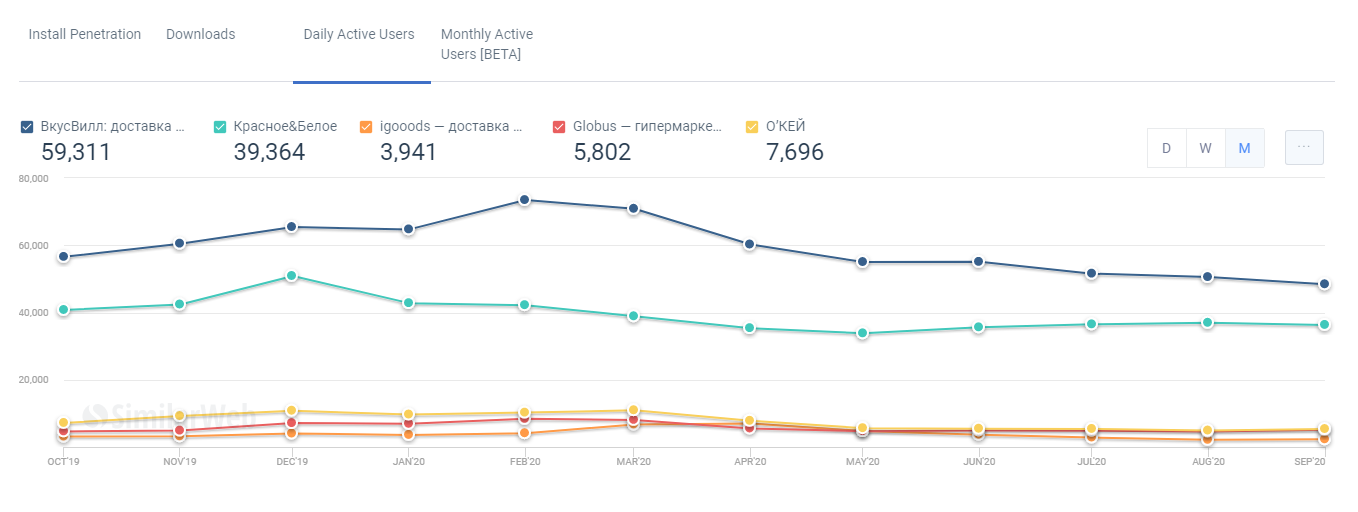 Install Penetration
Downloads
Daily Active Users
Monthly Active
Users [BETA]
ВкусВилл: доставка ...
Красное&Белое
igooods — доставка ...
Globus — гипермарке...
О'КЕЙ
59,311
39,364
3,941
5,802
7,696
D
W
M
...
80,000
60,000
40,000
20,000
SimilarWeb
OCT'19
NOV'19
DEC'19
JAN'20
FEB'20
MAR'20
APR'20
MAY'20
JUN'20
JUL'20
AUG'20
SEP'20